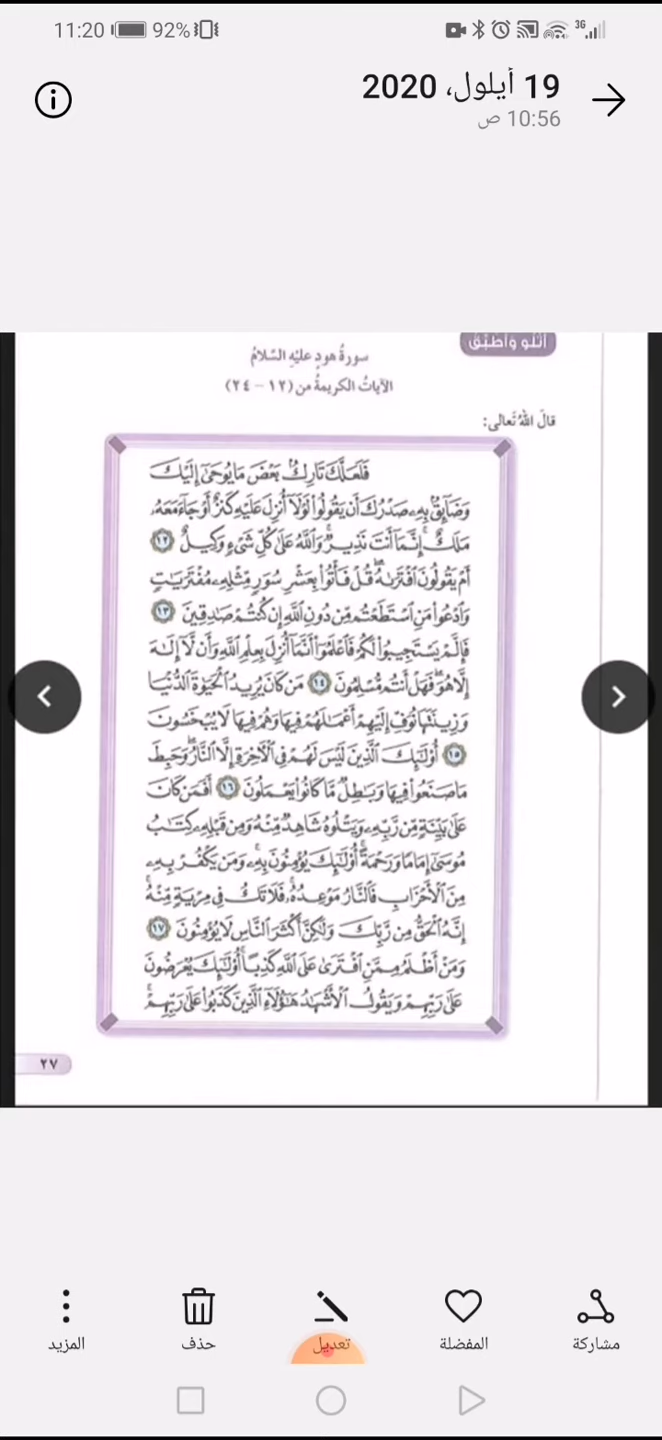 11:20 92% 3G
19 أيلول، 2020
10:56 ص
أتلو وأطبق
سورةُ هودٍ عليهِ السّلامُ
الآياتُ الكريمةُ من (١٢ – ٢٤)
قالَ اللهُ تَعالى:
فَلَعَلَّكَ تَارِكٌۢ بَعۡضَ مَا يُوحَىٰٓ إِلَيۡكَ
وَضَآئِقٌۢ بِهِۦ صَدۡرُكَ أَن يَقُولُواْ لَوۡلَآ أُنزِلَ عَلَيۡهِ كَنزٌ أَوۡ جَآءَ مَعَهُۥ
مَلَكٌۚ إِنَّمَآ أَنتَ نَذِيرٞۚ وَٱللَّهُ عَلَىٰ كُلِّ شَيۡءٖ وَكِيلٌ ١٢
أَمۡ يَقُولُونَ ٱفۡتَرَىٰهُۖ قُلۡ فَأۡتُواْ بِعَشۡرِ سُوَرٖ مِّثۡلِهِۦ مُفۡتَرَيَٰتٖ
وَٱدۡعُواْ مَنِ ٱسۡتَطَعۡتُم مِّن دُونِ ٱللَّهِ إِن كُنتُمۡ صَٰدِقِينَ ١٣
فَإِلَّمۡ يَسۡتَجِيبُواْ لَكُمۡ فَٱعۡلَمُوٓاْ أَنَّمَآ أُنزِلَ بِعِلۡمِ ٱللَّهِ وَأَن لَّآ إِلَٰهَ
إِلَّا هُوَۖ فَهَلۡ أَنتُم مُّسۡلِمُونَ ١٤ مَن كَانَ يُرِيدُ ٱلۡحَيَوٰةَ ٱلدُّنۡيَا
وَزِينَتَهَا نُوَفِّ إِلَيۡهِمۡ أَعۡمَٰلَهُمۡ فِيهَا وَهُمۡ فِيهَا لَا يُبۡخَسُونَ
١٥ أُوْلَٰٓئِكَ ٱلَّذِينَ لَيۡسَ لَهُمۡ فِي ٱلۡأٓخِرَةِ إِلَّا ٱلنَّارُۖ وَحَبِطَ
مَا صَنَعُواْ فِيهَا وَبَٰطِلٞ مَّا كَانُواْ يَعۡمَلُونَ ١٦ أَفَمَن كَانَ
عَلَىٰ بَيِّنَةٖ مِّن رَّبِّهِۦ وَيَتۡلُوهُ شَاهِدٞ مِّنۡهُ وَمِن قَبۡلِهِۦ كِتَٰبُ
مُوسَىٰٓ إِمَامٗا وَرَحۡمَةًۚ أُوْلَٰٓئِكَ يُؤۡمِنُونَ بِهِۦۚ وَمَن يَكۡفُرۡ بِهِۦ
مِنَ ٱلۡأَحۡزَابِ فَٱلنَّارُ مَوۡعِدُهُۥۚ فَلَا تَكُ فِي مِرۡيَةٖ مِّنۡهُۚ
إِنَّهُ ٱلۡحَقُّ مِن رَّبِّكَ وَلَٰكِنَّ أَكۡثَرَ ٱلنَّاسِ لَا يُؤۡمِنُونَ ١٧
وَمَنۡ أَظۡلَمُ مِمَّنِ ٱفۡتَرَىٰ عَلَى ٱللَّهِ كَذِبًاۚ أُوْلَٰٓئِكَ يُعۡرَضُونَ
عَلَىٰ رَبِّهِمۡ وَيَقُولُ ٱلۡأَشۡهَٰدُ هَٰٓؤُلَآءِ ٱلَّذِينَ كَذَبُواْ عَلَىٰ رَبِّهِمۡۚ
٢٧
مشاركة
المفضلة
تعديل
حذف
المزيد